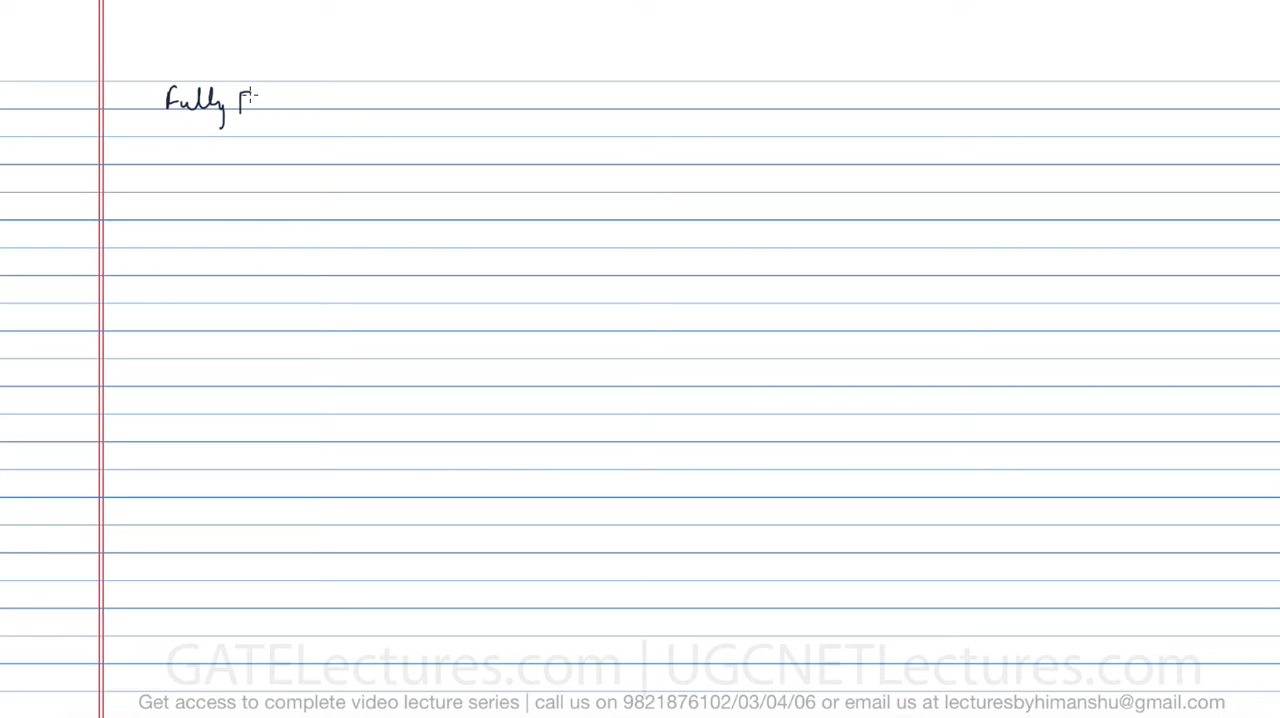 Fully F
GATELectures.com | UGCNETLectures.com
Get access to complete video lecture series | call us on 9821876102/03/04/06 or email us at lecturesbyhimanshu@gmail.com